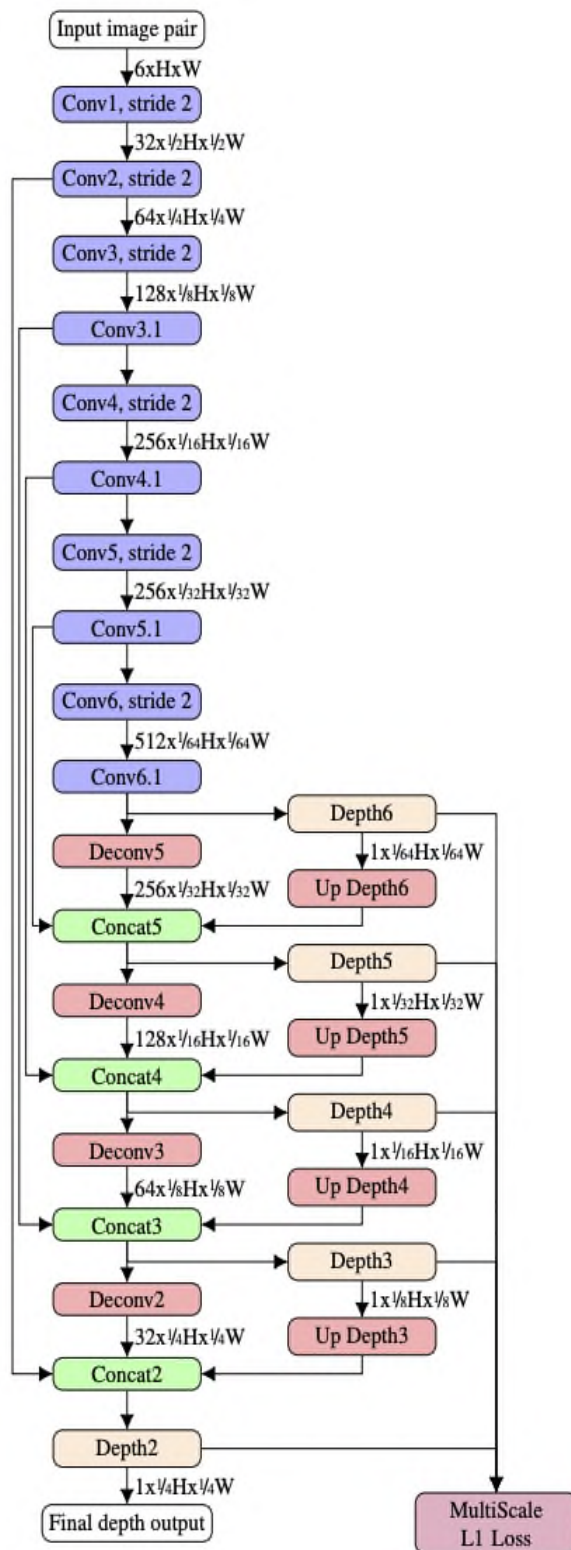 Input image pair
6xHxW
Conv1, stride 2
32x½Hx½W
Conv2, stride 2
64x¼Hx¼W
Conv3, stride 2
128x⅛Hx⅛W
Conv3.1
Conv4, stride 2
256x1/16Hx1/16W
Conv4.1
Conv5, stride 2
256x1/32Hx1/32W
Conv5.1
Conv6, stride 2
512x1/64Hx1/64W
Conv6.1
Depth6
Deconv5
1x1/64Hx1/64W
256x1/32Hx1/32W
Up Depth6
Concat5
Depth5
Deconv4
1x1/32Hx1/32W
128x1/16Hx1/16W
Up Depth5
Concat4
Depth4
Deconv3
1x1/16Hx1/16W
64x⅛Hx⅛W
Up Depth4
Concat3
Depth3
Deconv2
1x⅛Hx⅛W
32x¼Hx¼W
Up Depth3
Concat2
Depth2
1x¼Hx¼W
Final depth output
MultiScale
L1 Loss